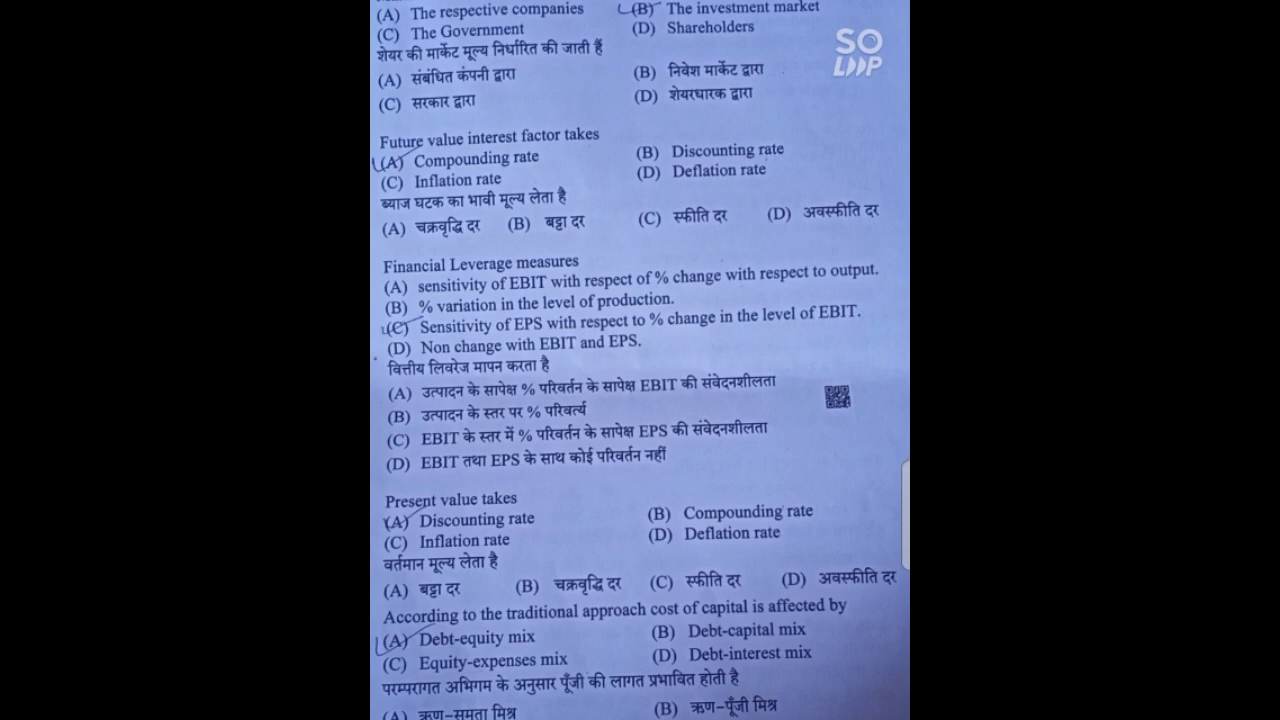 (A) The respective companies (B) The investment market
(C) The Government (D) Shareholders
शेयर की मार्केट मूल्य निर्धारित की जाती हैं
(A) संबंधित कंपनी द्वारा (B) निवेश मार्केट द्वारा
(C) सरकार द्वारा (D) शेयरधारक द्वारा
SO
LOOP
Future value interest factor takes
(A) Compounding rate (B) Discounting rate
(C) Inflation rate (D) Deflation rate
ब्याज घटक का भावी मूल्य लेता है
(A) चक्रवृद्धि दर (B) बट्टा दर (C) स्फीति दर (D) अवस्फीति दर
Financial Leverage measures
(A) sensitivity of EBIT with respect of % change with respect to output.
(B) % variation in the level of production.
(C) Sensitivity of EPS with respect to % change in the level of EBIT.
(D) Non change with EBIT and EPS.
वित्तीय लिवरेज मापन करता है
(A) उत्पादन के सापेक्ष % परिवर्तन के सापेक्ष EBIT की संवेदनशीलता
(B) उत्पादन के स्तर पर % परिवर्त्य
(C) EBIT के स्तर में % परिवर्तन के सापेक्ष EPS की संवेदनशीलता
(D) EBIT तथा EPS के साथ कोई परिवर्तन नहीं
Present value takes
(A) Discounting rate (B) Compounding rate
(C) Inflation rate (D) Deflation rate
वर्तमान मूल्य लेता है
(A) बट्टा दर (B) चक्रवृद्धि दर (C) स्फीति दर (D) अवस्फीति दर
According to the traditional approach cost of capital is affected by
(A) Debt-equity mix (B) Debt-capital mix
(C) Equity-expenses mix (D) Debt-interest mix
परम्परागत अभिगम के अनुसार पूँजी की लागत प्रभावित होती है
(A) ऋण-समता मिश्र (B) ऋण-पूँजी मिश्र